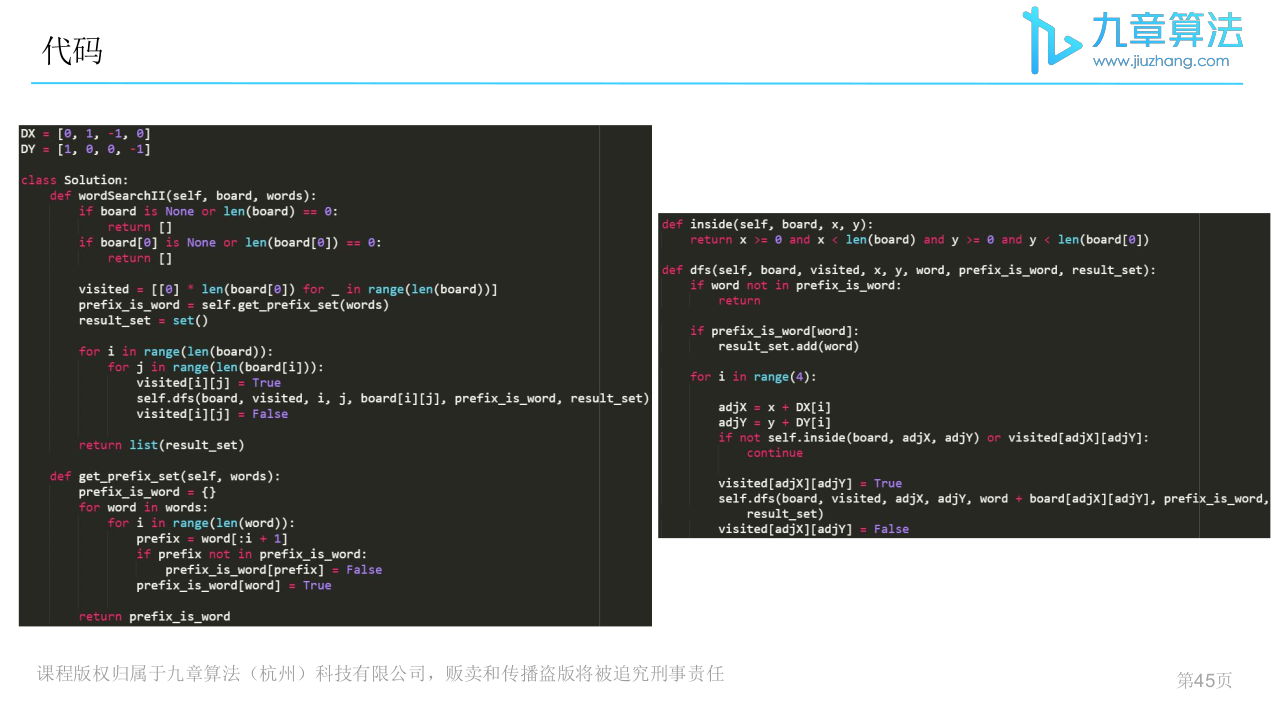 代码
九章算法
www.jiuzhang.com
DX = [0, 1, -1, 0]
DY = [1, 0, 0, -1]
class Solution:
    def wordSearchII(self, board, words):
        if board is None or len(board) == 0:
            return []
        if board[0] is None or len(board[0]) == 0:
            return []
        visited = [[0] * len(board[0]) for _ in range(len(board))]
        prefix_is_word = self.get_prefix_set(words)
        result_set = set()
        for i in range(len(board)):
            for j in range(len(board[i])):
                visited[i][j] = True
                self.dfs(board, visited, i, j, board[i][j], prefix_is_word, result_set)
                visited[i][j] = False
        return list(result_set)
    def get_prefix_set(self, words):
        prefix_is_word = {}
        for word in words:
            for i in range(len(word)):
                prefix = word[:i + 1]
                if prefix not in prefix_is_word:
                    prefix_is_word[prefix] = False
                prefix_is_word[word] = True
        return prefix_is_word
def inside(self, board, x, y):
    return x >= 0 and x < len(board) and y >= 0 and y < len(board[0])
def dfs(self, board, visited, x, y, word, prefix_is_word, result_set):
    if word not in prefix_is_word:
        return
    if prefix_is_word[word]:
        result_set.add(word)
    for i in range(4):
        adjX = x + DX[i]
        adjY = y + DY[i]
        if not self.inside(board, adjX, adjY) or visited[adjX][adjY]:
            continue
        visited[adjX][adjY] = True
        self.dfs(board, visited, adjX, adjY, word + board[adjX][adjY], prefix_is_word,
            result_set)
        visited[adjX][adjY] = False
课程版权归属于九章算法（杭州）科技有限公司，贩卖和传播盗版将被追究刑事责任
第45页